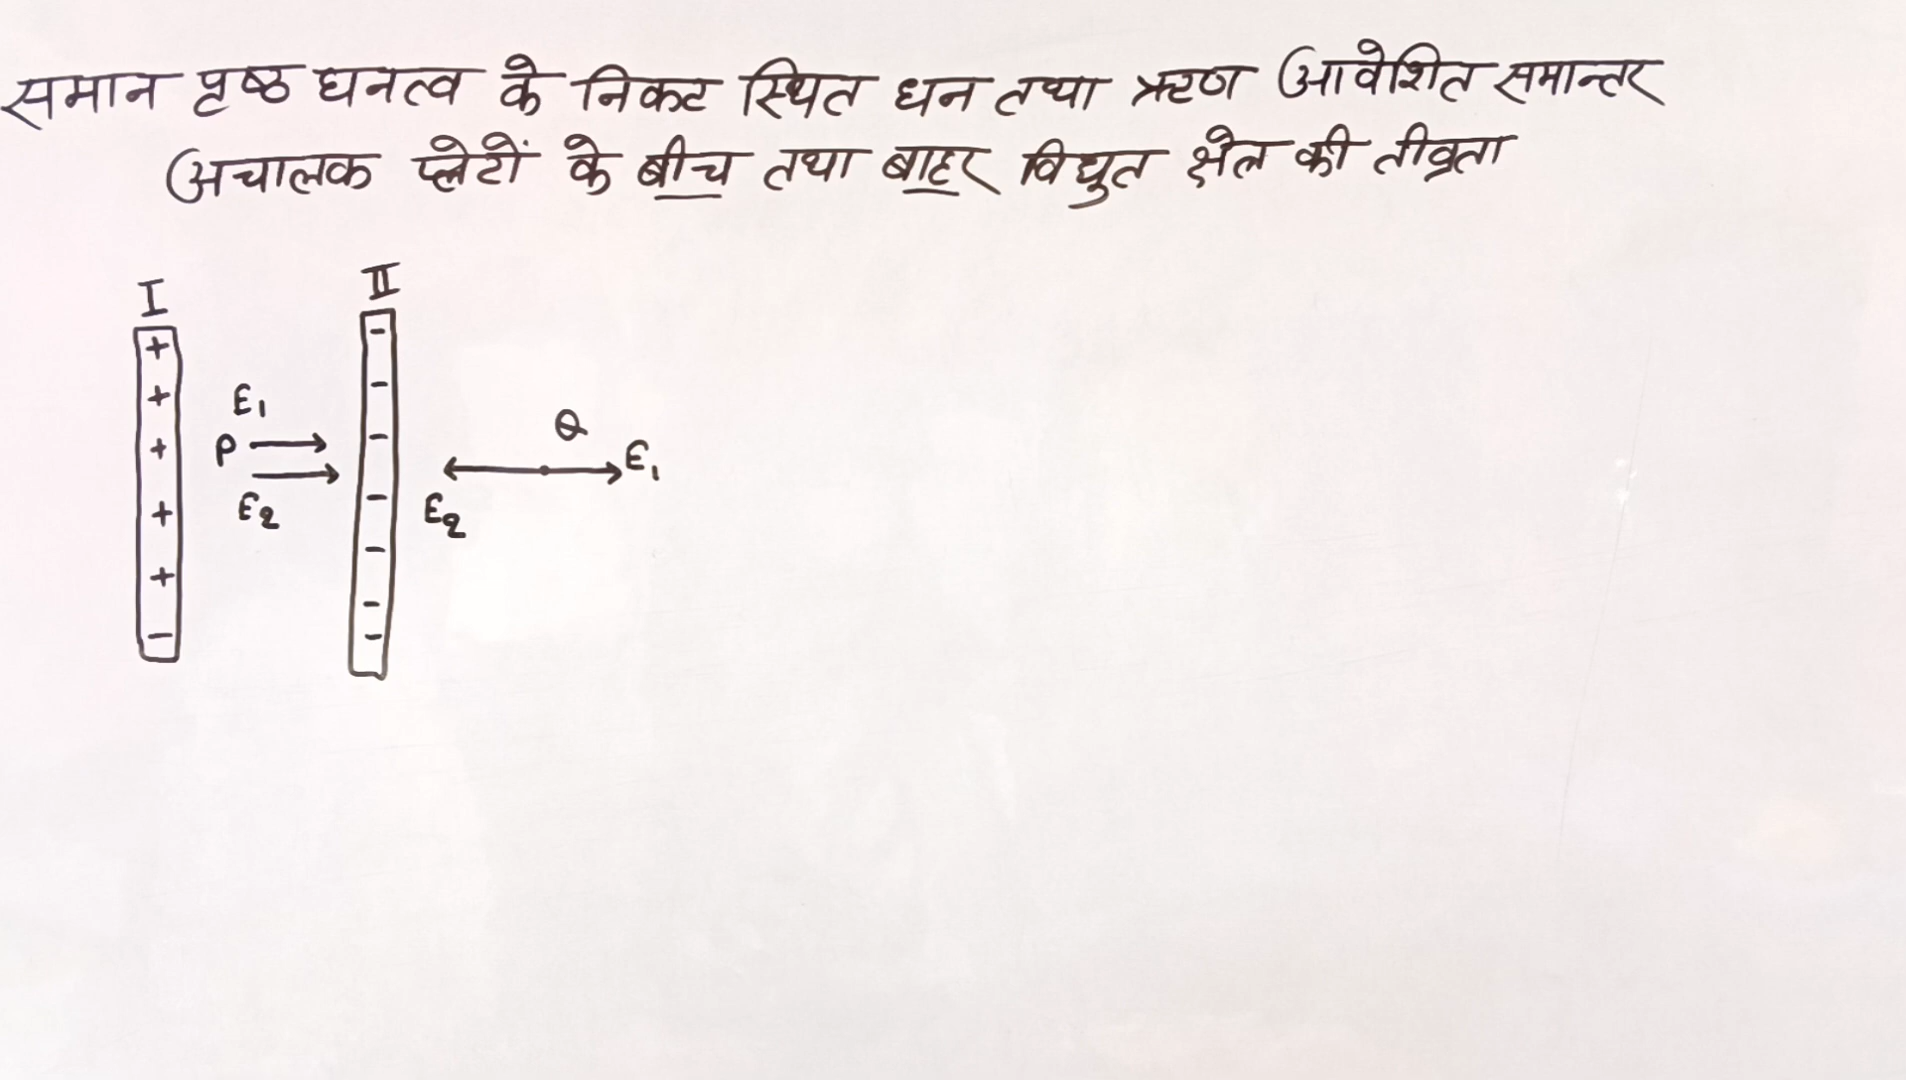 समान पृष्ठ घनत्व के निकट स्थित धन तथा ऋण आवेशित समान्तर
अचालक प्लेटों के बीच तथा बाहर विद्युत क्षेत्र की तीव्रता
I
II
+
+
+
+
+
-
-
-
-
-
-
-
-
E1
P
E2
Q
E1
E2